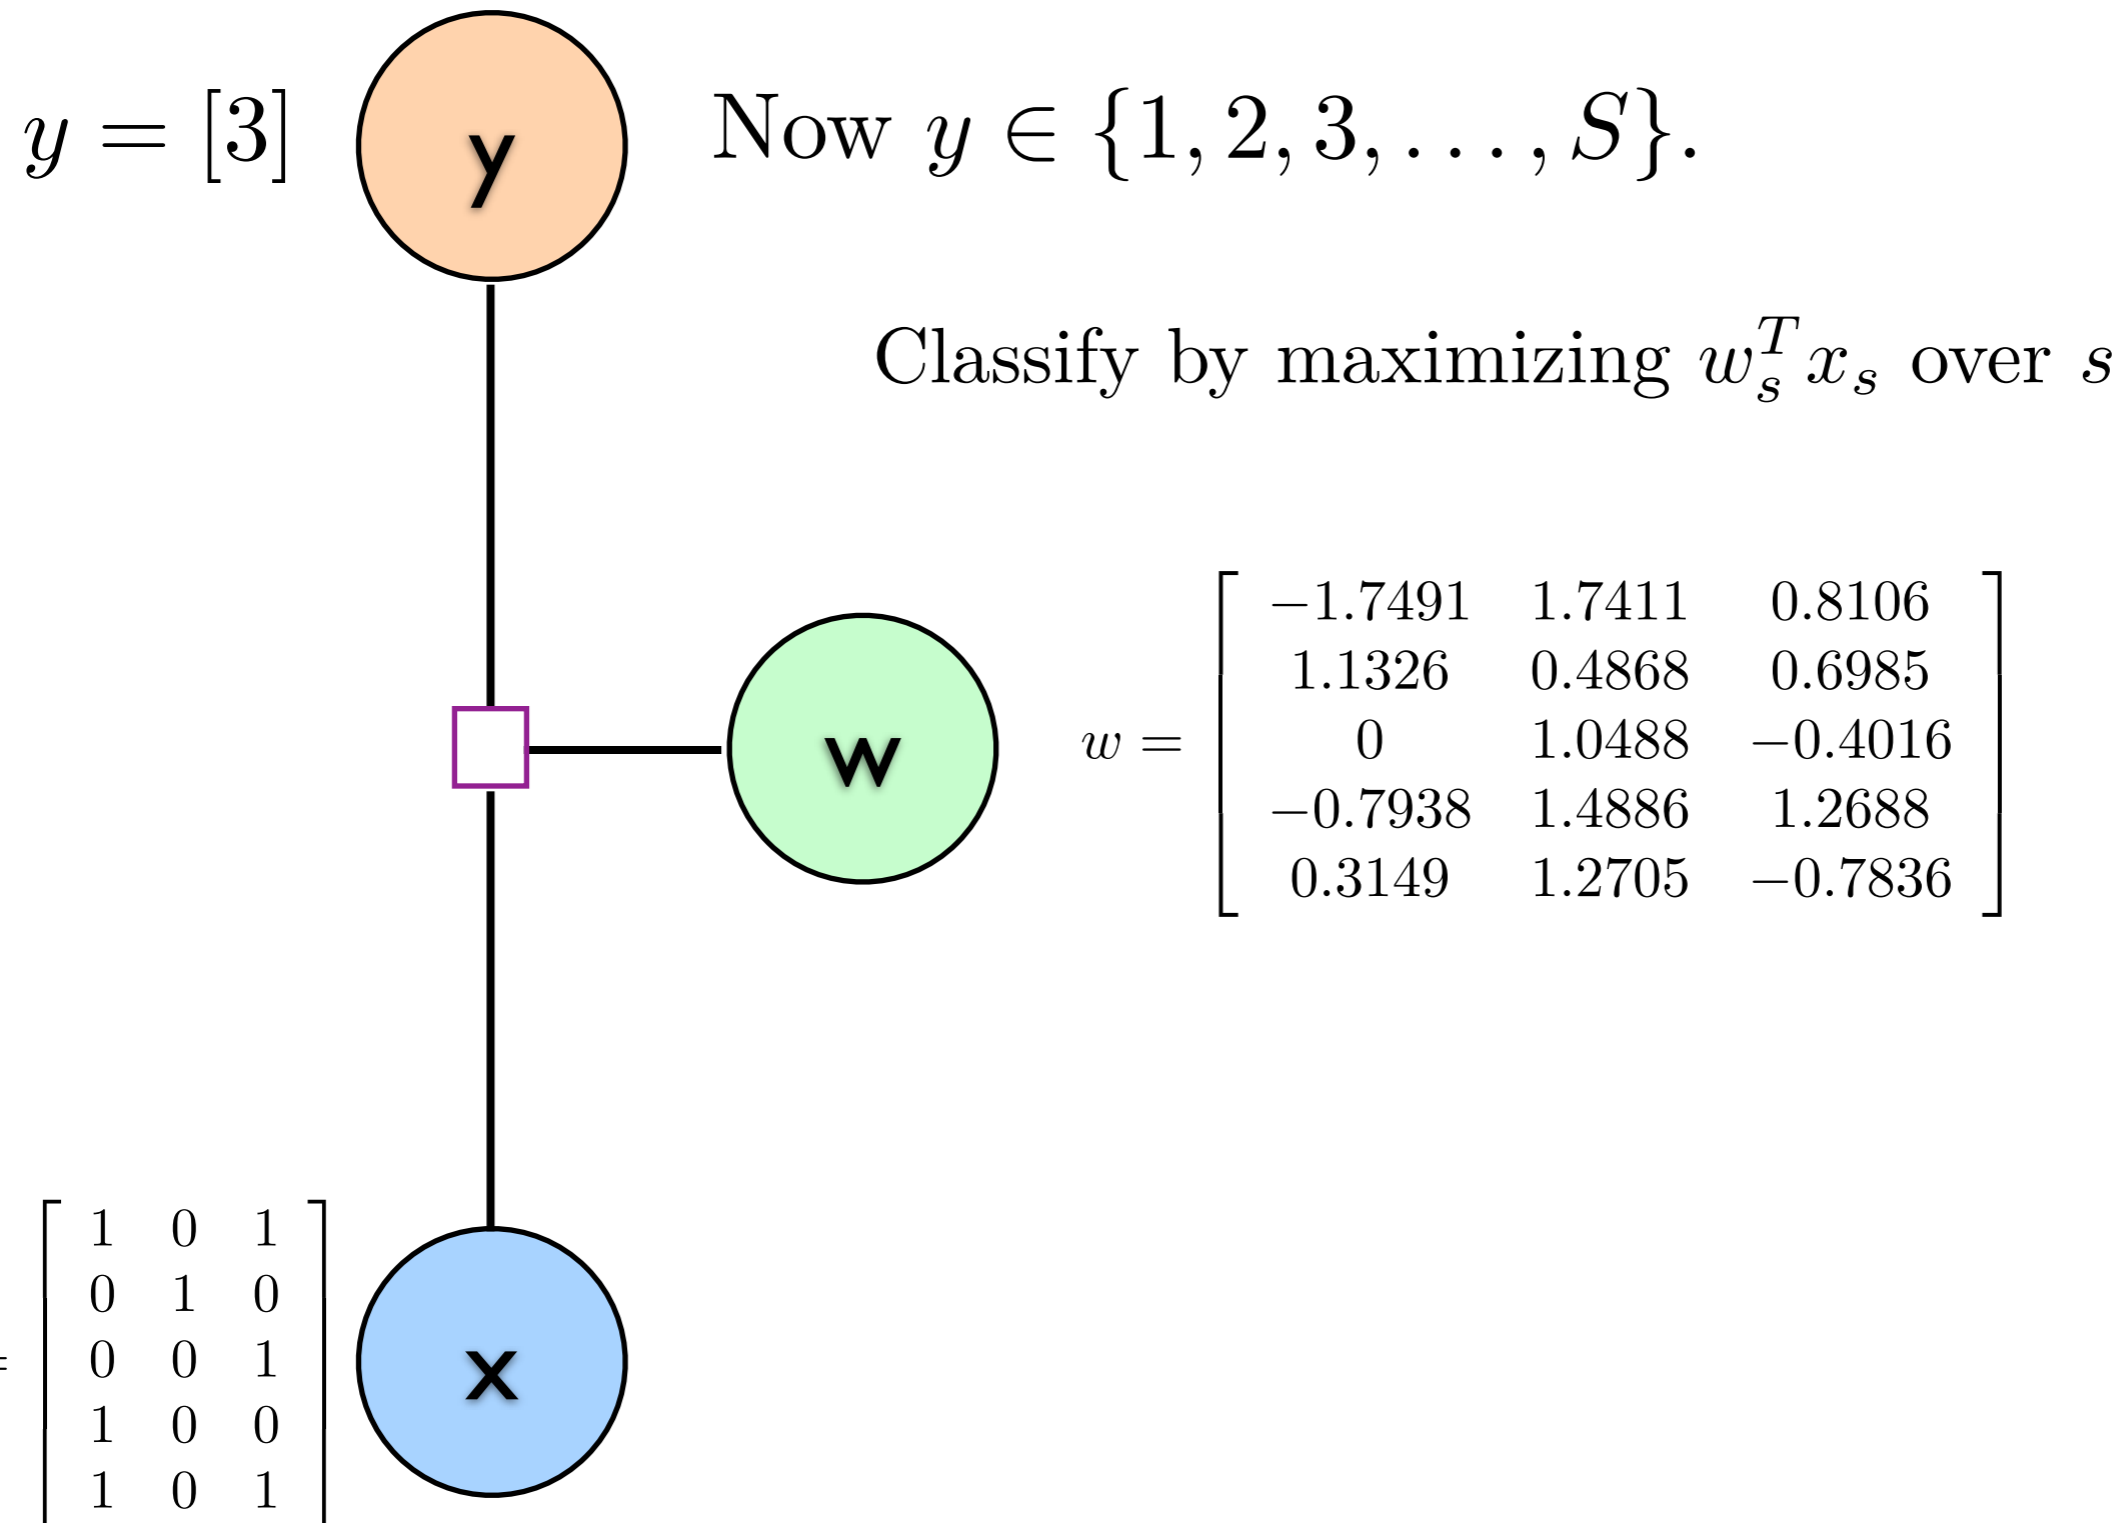 y = [3]
y
Now y ∈ {1, 2, 3, . . . , S}.
Classify by maximizing w_s^T x_s over s
w
w =
−1.7491 1.7411 0.8106
1.1326 0.4868 0.6985
0 1.0488 −0.4016
−0.7938 1.4886 1.2688
0.3149 1.2705 −0.7836
=
1 0 1
0 1 0
0 0 1
1 0 0
1 0 1
x